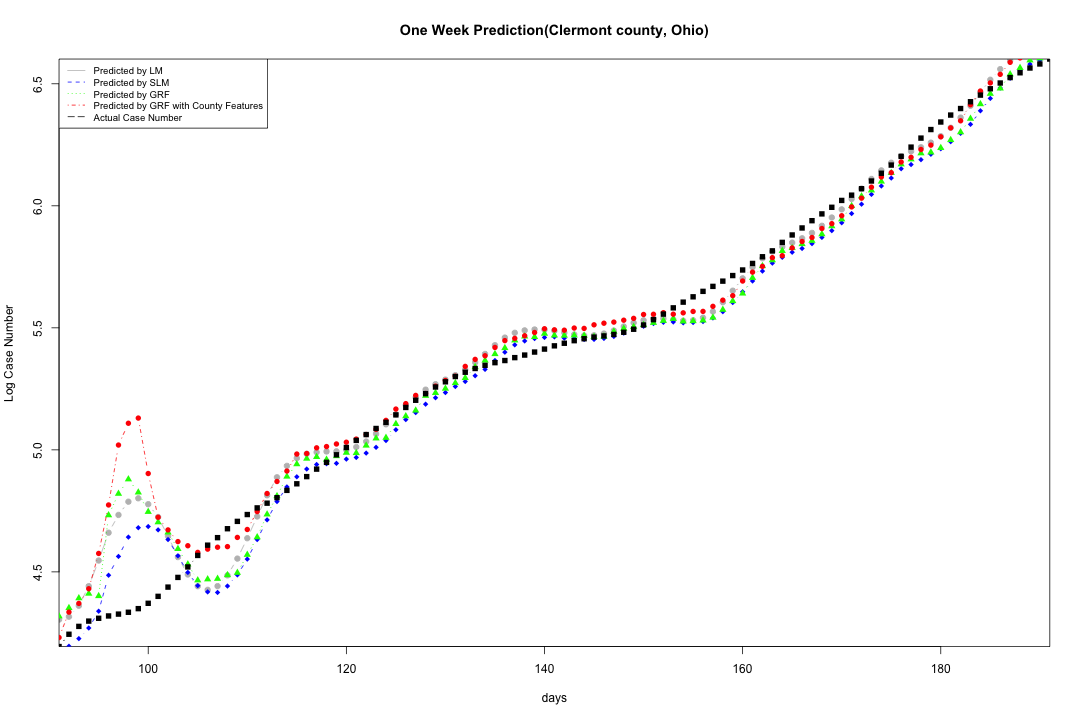 One Week Prediction(Clermont county, Ohio)
Predicted by LM
Predicted by SLM
Predicted by GRF
Predicted by GRF with County Features
Actual Case Number
6.5
6.0
5.5
5.0
4.5
Log Case Number
100
120
140
160
180
days